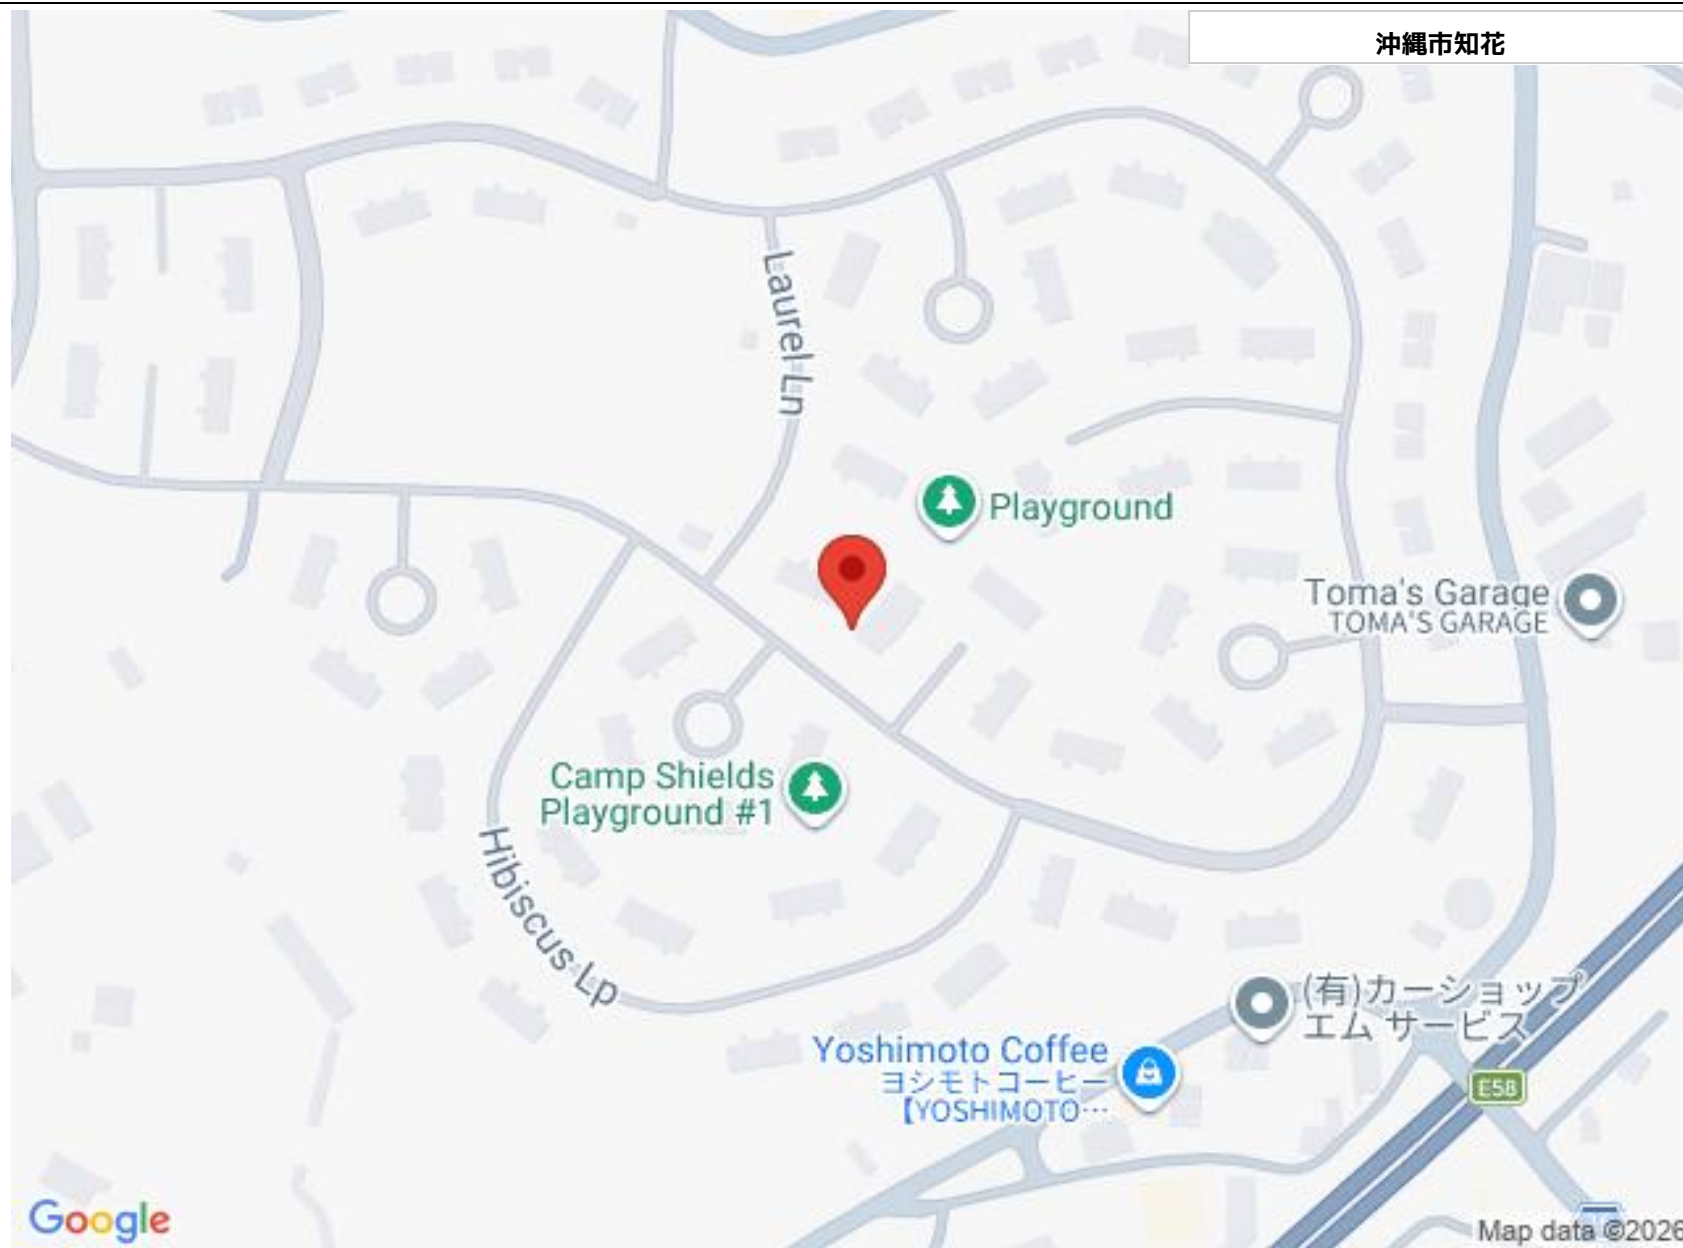 沖縄市知花
Laurel Ln
Playground
Toma's Garage
TOMA'S GARAGE
Camp Shields
Playground #1
Hibiscus Lp
(有)カーショップ
エム サービス
Yoshimoto Coffee
ヨシモトコーヒー
【YOSHIMOTO…
E58
Google
Map data ©2026